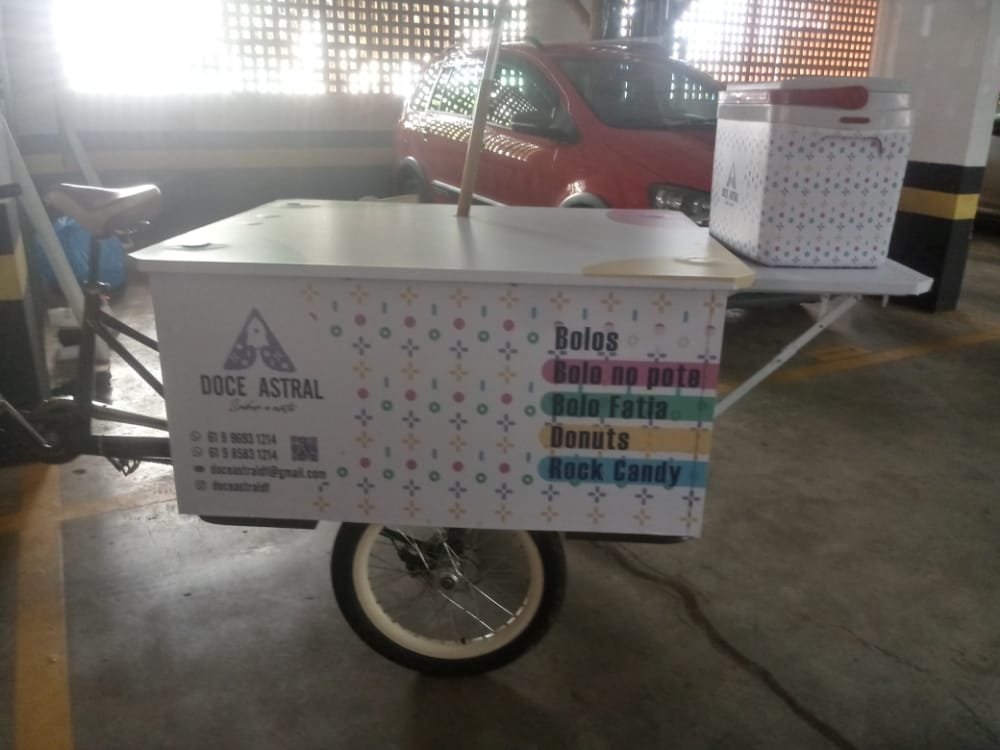 DOCE ASTRAL
61 9 9693 1214
61 9 8583 1214
doceastraldf@gmail.com
doceastraldf
Bolos
Bolo no pote
Bolo Fatia
Donuts
Rock Candy